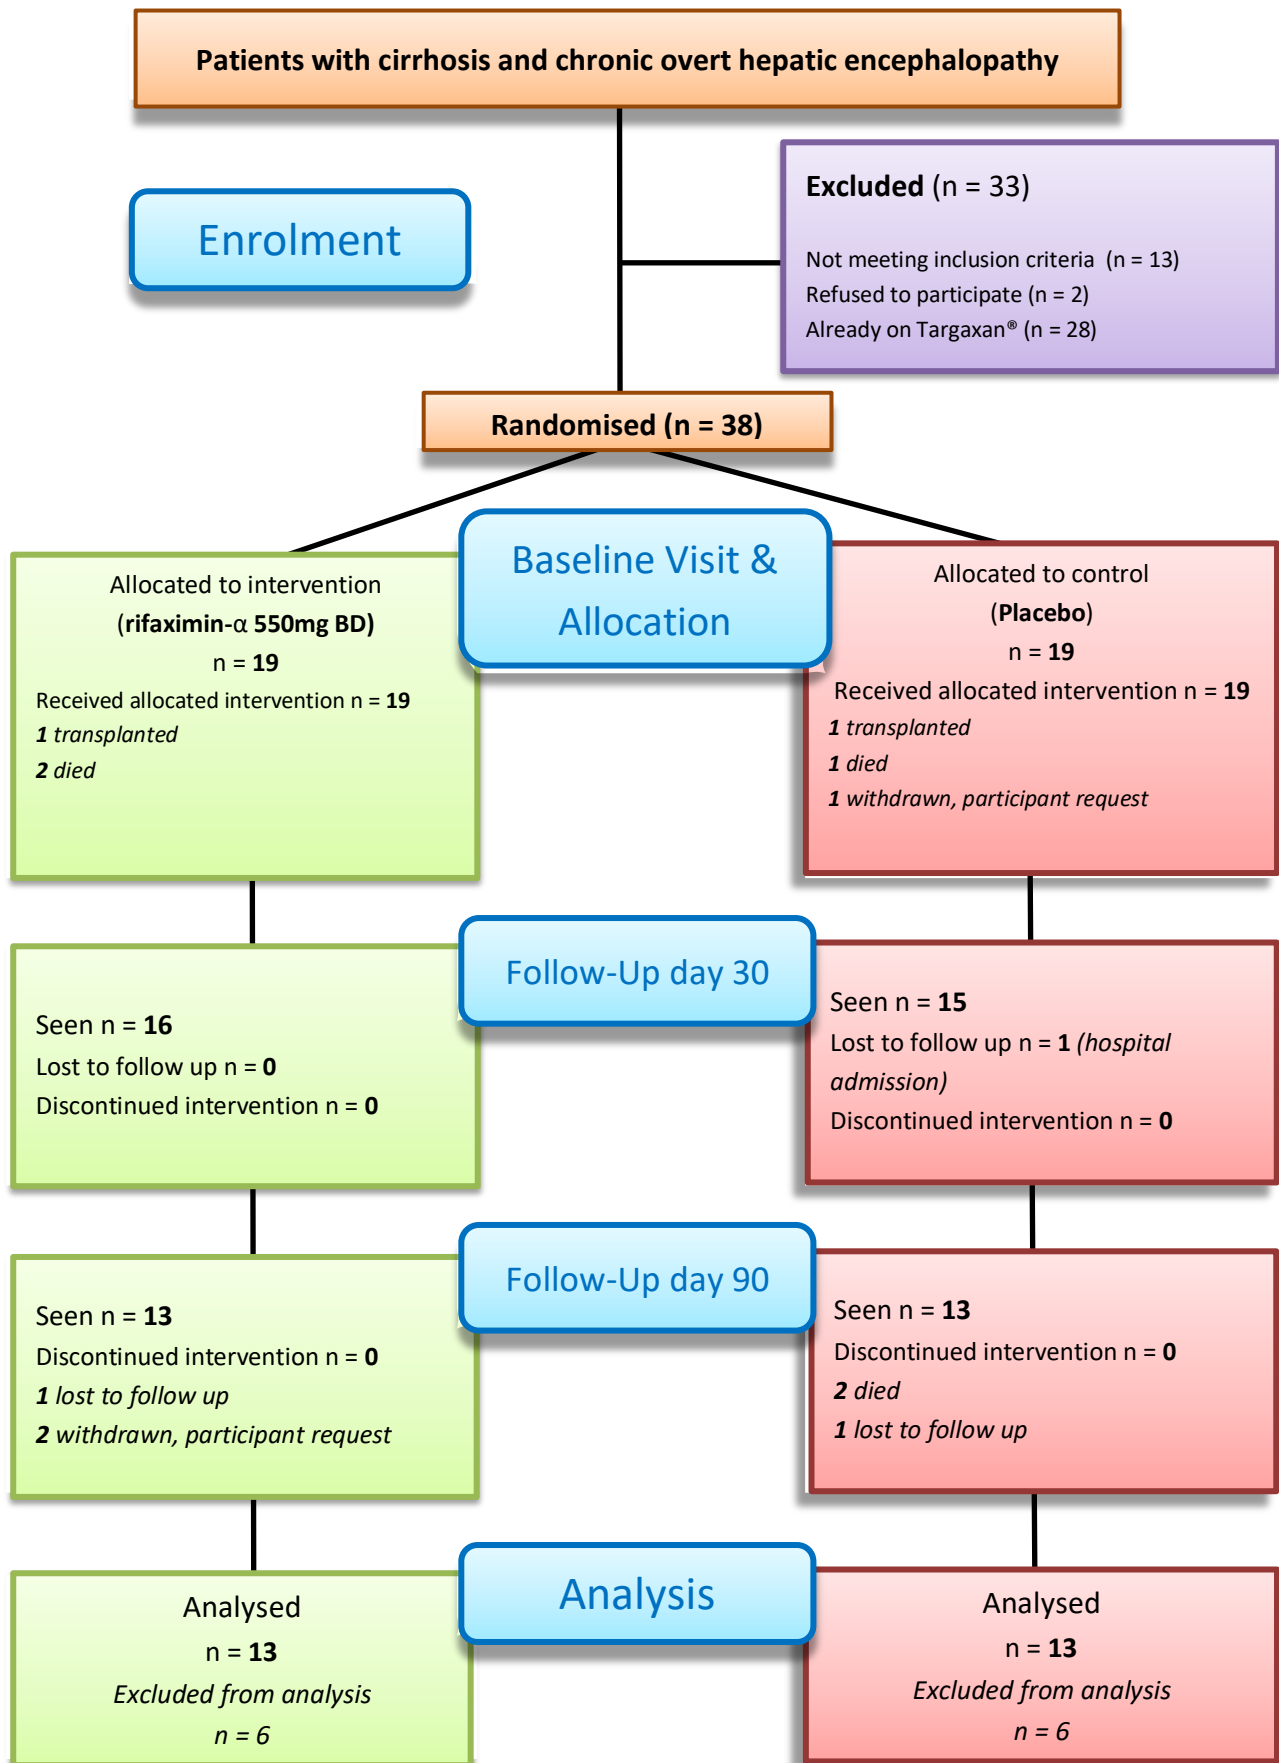 Patients with cirrhosis and chronic overt hepatic encephalopathy
Enrolment
Excluded (n = 33)
Not meeting inclusion criteria (n = 13)
Refused to participate (n = 2)
Already on Targaxan® (n = 28)
Randomised (n = 38)
Baseline Visit &
Allocation
Allocated to intervention
(rifaximin-α 550mg BD)
n = 19
Received allocated intervention n = 19
1 transplanted
2 died
Allocated to control
(Placebo)
n = 19
Received allocated intervention n = 19
1 transplanted
1 died
1 withdrawn, participant request
Follow-Up day 30
Seen n = 16
Lost to follow up n = 0
Discontinued intervention n = 0
Seen n = 15
Lost to follow up n = 1 (hospital
admission)
Discontinued intervention n = 0
Follow-Up day 90
Seen n = 13
Discontinued intervention n = 0
1 lost to follow up
2 withdrawn, participant request
Seen n = 13
Discontinued intervention n = 0
2 died
1 lost to follow up
Analysis
Analysed
n = 13
Excluded from analysis
n = 6
Analysed
n = 13
Excluded from analysis
n = 6